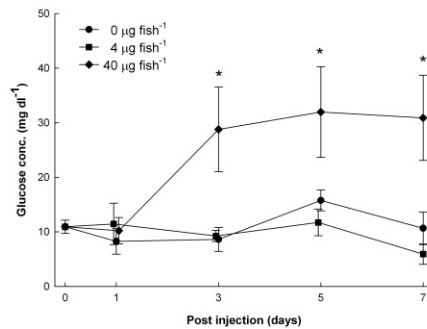 50
40
30
20
10
0
Glucose conc. (mg dl⁻¹)
0 μg fish⁻¹
4 μg fish⁻¹
40 μg fish⁻¹
*
*
*
0 1 3 5 7
Post injection (days)